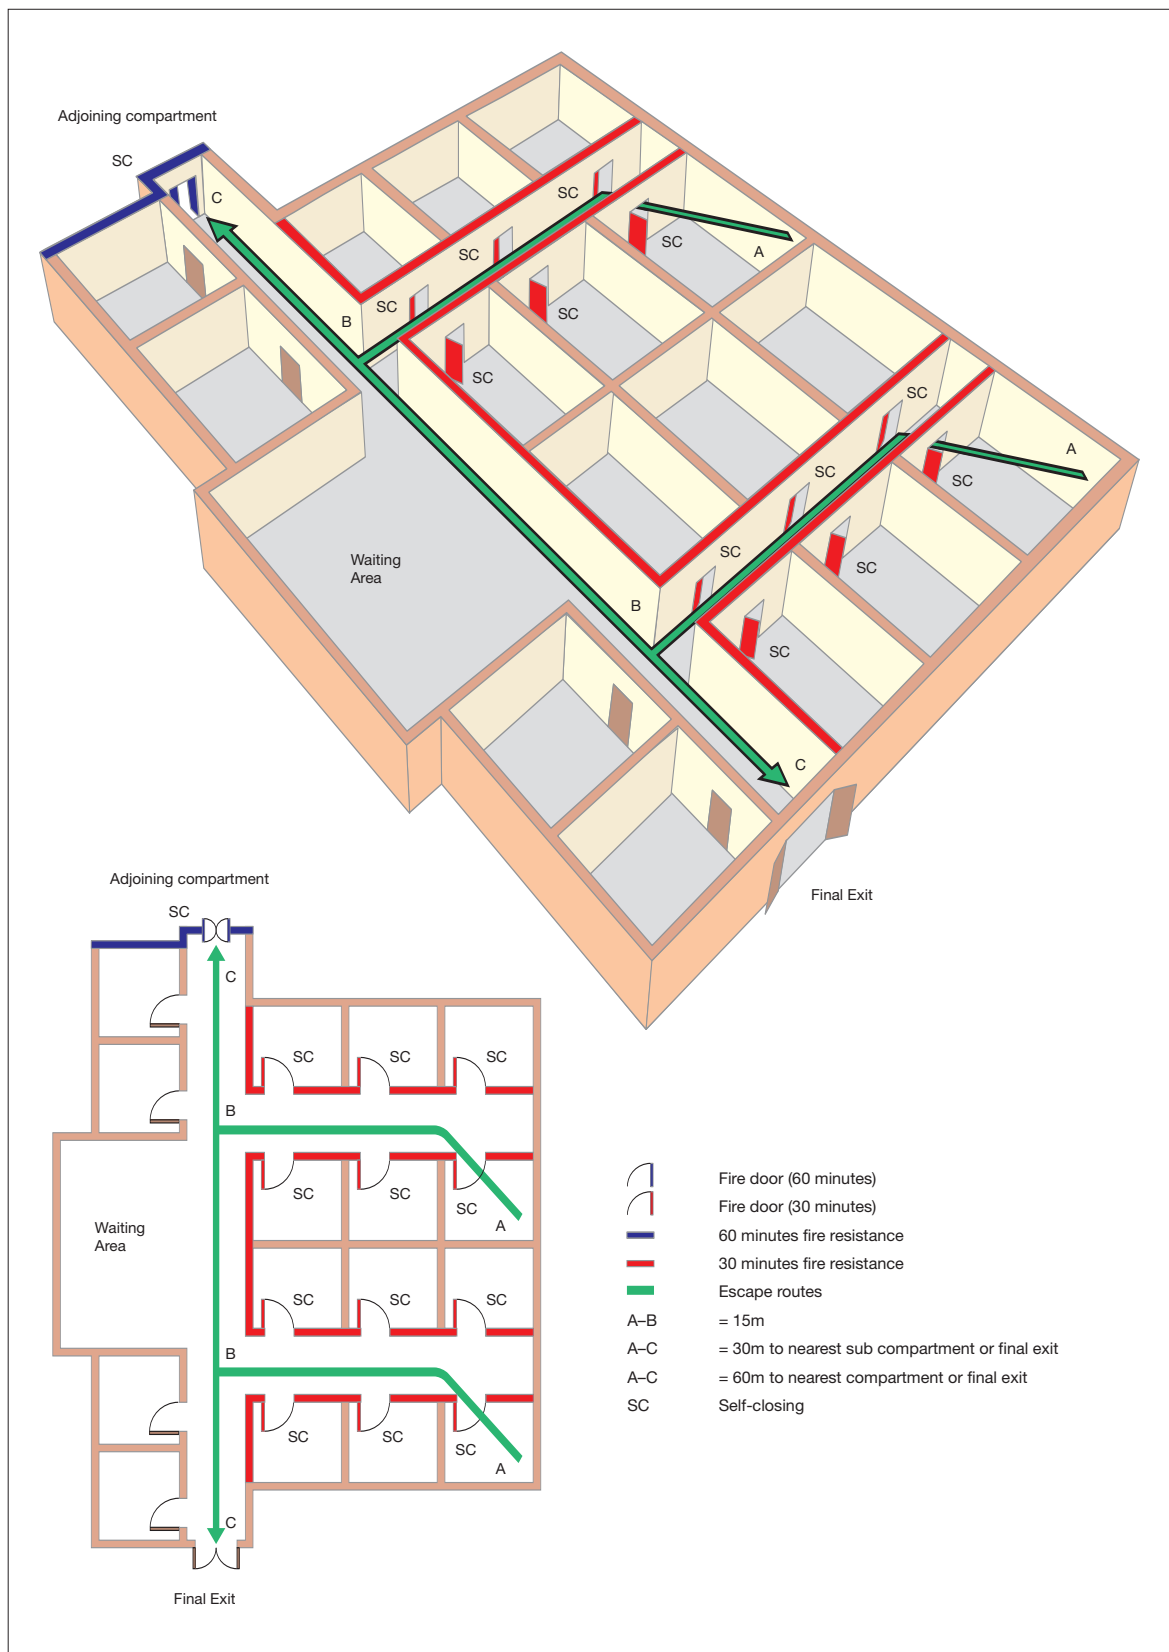 Adjoining compartment
SC
C
SC
SC
A
SC
SC
B
SC
SC
SC
A
SC
SC
Waiting
Area
SC
SC
B
SC
C
Final Exit
Adjoining compartment
SC
C
SC
SC
SC
B
SC
SC
SC
A
Waiting
Area
SC
SC
SC
B
SC
SC
SC
A
C
Final Exit
Fire door (60 minutes)
Fire door (30 minutes)
60 minutes fire resistance
30 minutes fire resistance
Escape routes
A–B = 15m
A–C = 30m to nearest sub compartment or final exit
A–C = 60m to nearest compartment or final exit
SC Self-closing